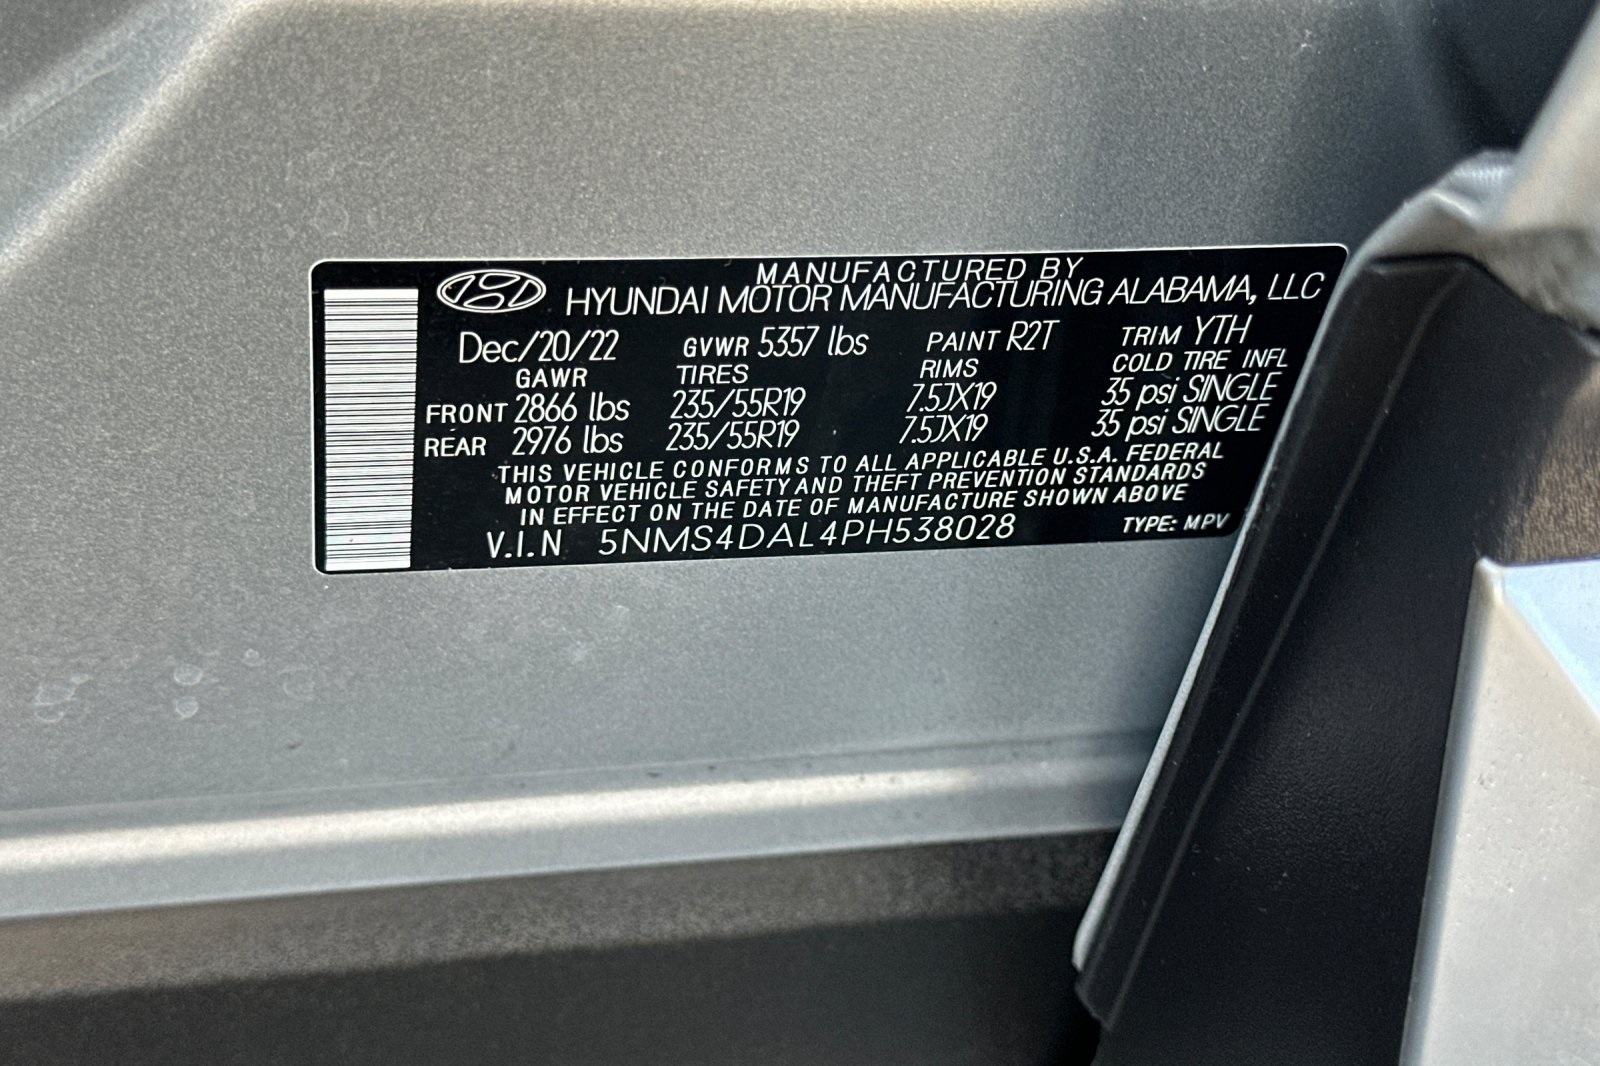 MANUFACTURED BY
HYUNDAI MOTOR MANUFACTURING ALABAMA, LLC
Dec/20/22 GVWR 5357 lbs PAINT R2T TRIM YTH
GAWR TIRES RIMS COLD TIRE INFL
FRONT 2866 lbs 235/55R19 7.5JX19 35 psi SINGLE
REAR 2976 lbs 235/55R19 7.5JX19 35 psi SINGLE
THIS VEHICLE CONFORMS TO ALL APPLICABLE U.S.A. FEDERAL
MOTOR VEHICLE SAFETY AND THEFT PREVENTION STANDARDS
IN EFFECT ON THE DATE OF MANUFACTURE SHOWN ABOVE
V.I.N 5NMS4DAL4PH538028 TYPE: MPV